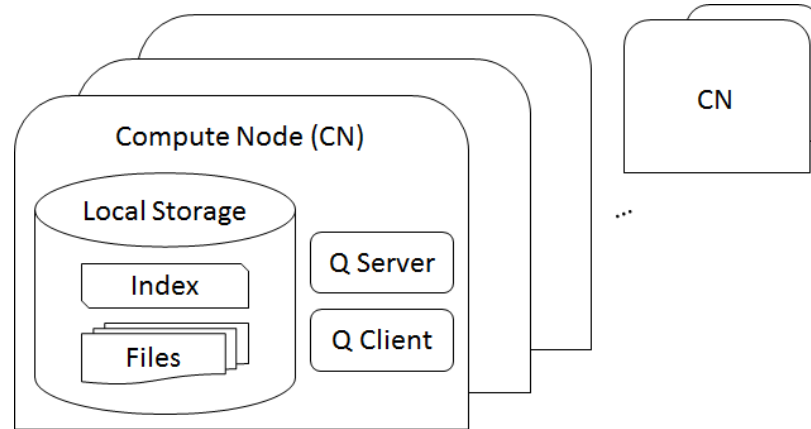 Compute Node (CN)
Local Storage
Index
Files
Q Server
Q Client
CN
...